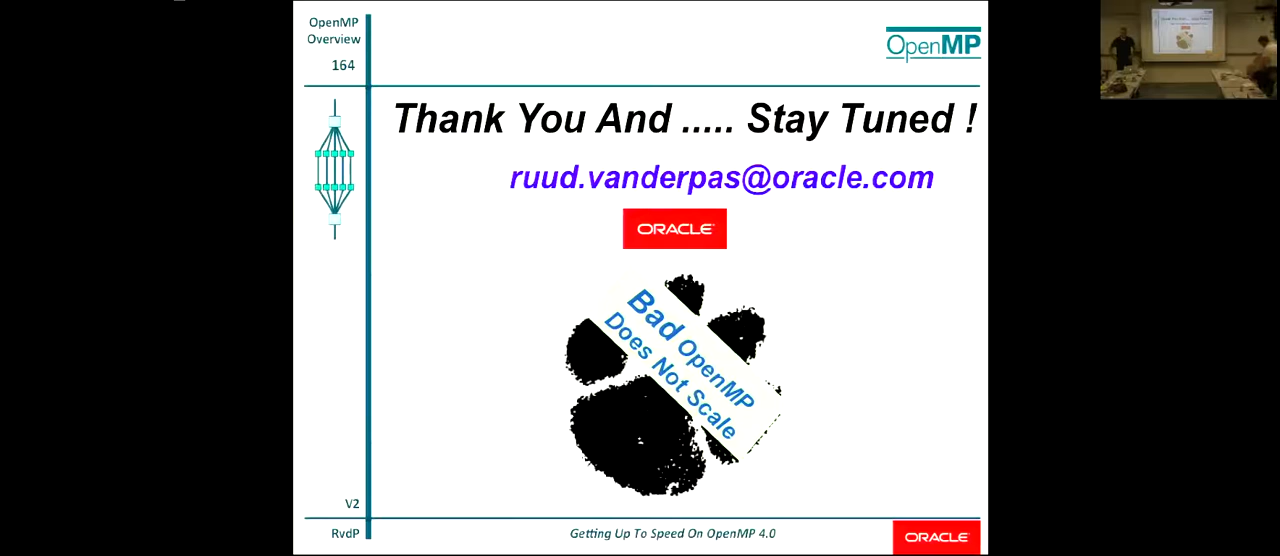 OpenMP
Overview
164
OpenMP
Thank You And ..... Stay Tuned !
ruud.vanderpas@oracle.com
ORACLE
Bad OpenMP
Does Not Scale
V2
RvdP
Getting Up To Speed On OpenMP 4.0
ORACLE